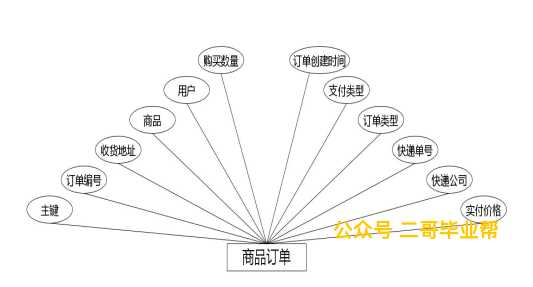 购买数量
订单创建时间
用户
支付类型
商品
订单类型
收货地址
快递单号
订单编号
快递公司
主键
实付价格
公众号 二哥毕业帮
商品订单